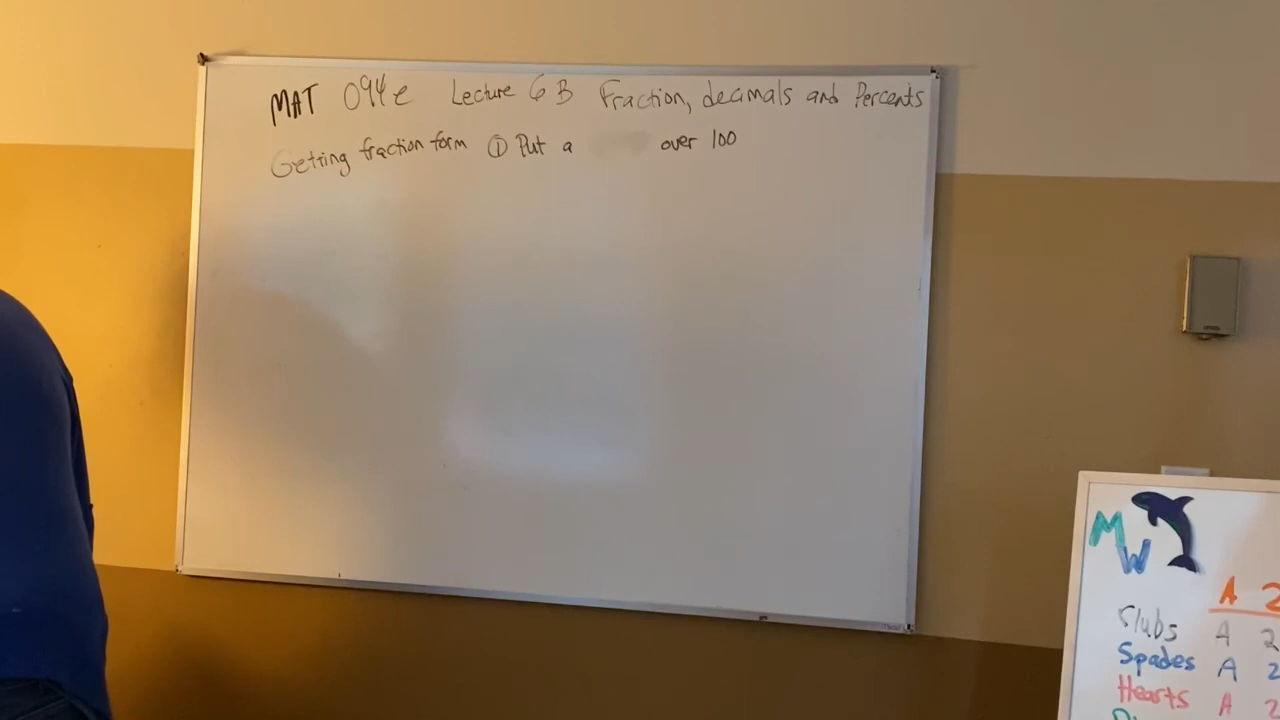 MAT 094e Lecture 6B Fraction, decimals and Percents
Getting fraction form ① Put a over 100
MW
A 2
Clubs A 2
Spades A 2
Hearts A 2